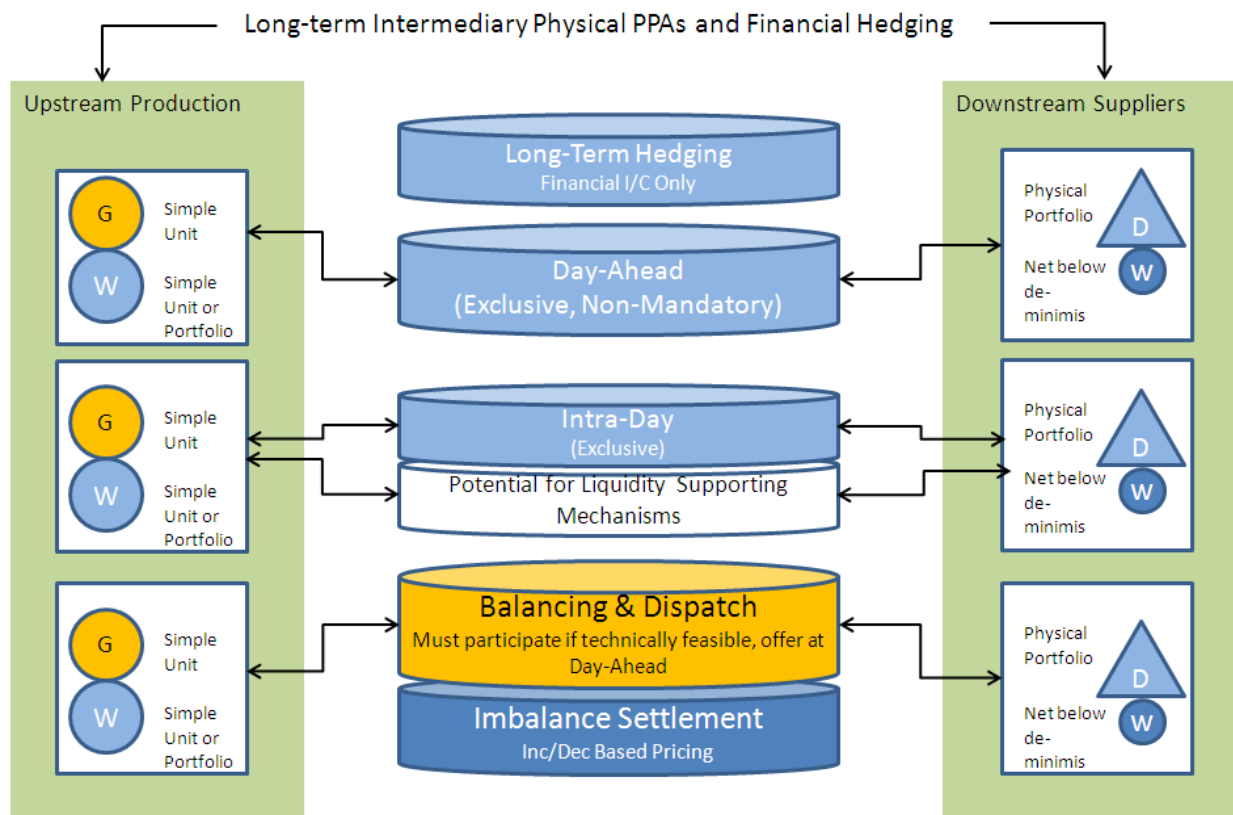 Long-term Intermediary Physical PPAs and Financial Hedging
Upstream Production
G
Simple
Unit
W
Simple
Unit or
Portfolio
G
Simple
Unit
W
Simple
Unit or
Portfolio
G
Simple
Unit
W
Simple
Unit or
Portfolio
Long-Term Hedging
Financial I/C Only
Day-Ahead
(Exclusive, Non-Mandatory)
Intra-Day
(Exclusive)
Potential for Liquidity Supporting
Mechanisms
Balancing & Dispatch
Must participate if technically feasible, offer at
Day-Ahead
Imbalance Settlement
Inc/Dec Based Pricing
Downstream Suppliers
Physical
Portfolio
D
Net below
de-
minimis
W
Physical
Portfolio
D
Net below
de-
minimis
W
Physical
Portfolio
D
Net below
de-
minimis
W